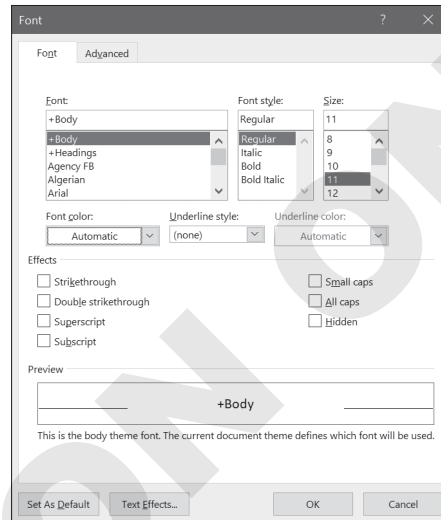 Font ? ×
Font Advanced
Font: Font style: Size:
+Body Regular 11
+Body Regular 8
+Headings Italic 9
Agency FB Bold 10
Algerian Bold Italic 11
Arial 12
Font color: Underline style: Underline color:
Automatic (none) Automatic
Effects
Strikethrough Small caps
Double strikethrough All caps
Superscript Hidden
Subscript
Preview
+Body
This is the body theme font. The current document theme defines which font will be used.
Set As Default Text Effects... OK Cancel
ON ON